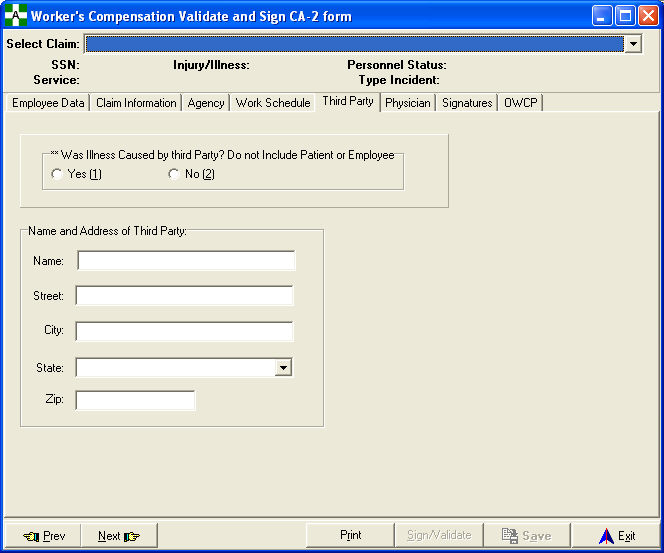 Worker's Compensation Validate and Sign CA-2 form
Select Claim:
SSN: Injury/Illness: Personnel Status:
Service: Type Incident:
Employee Data Claim Information Agency Work Schedule Third Party Physician Signatures OWCP
** Was Illness Caused by third Party? Do not Include Patient or Employee
Yes (1) No (2)
Name and Address of Third Party:
Name:
Street:
City:
State:
Zip:
Prev Next Print Sign/Validate Save Exit